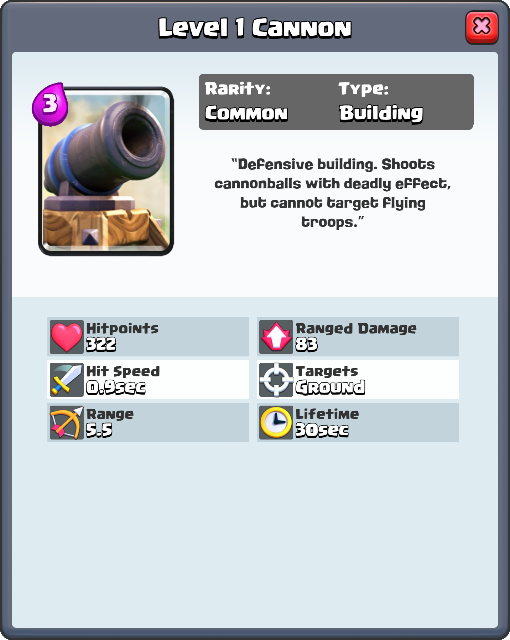 Level 1 Cannon
3
Rarity: Type:
Common Building
"Defensive building. Shoots
cannonballs with deadly effect,
but cannot target flying
troops."
Hitpoints
322
Ranged Damage
83
Hit Speed
0.9sec
Targets
Ground
Range
5.5
Lifetime
30sec